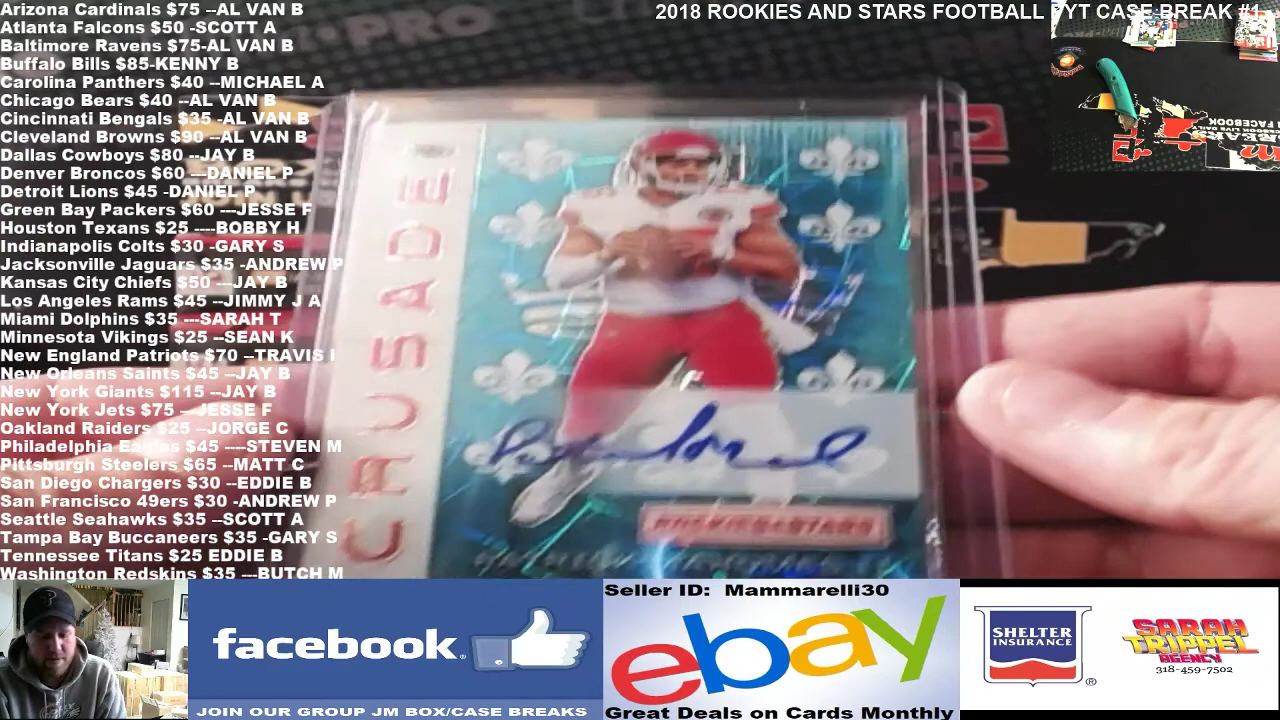 Arizona Cardinals $75 --AL VAN B
Atlanta Falcons $50 -SCOTT A
Baltimore Ravens $75-AL VAN B
Buffalo Bills $85-KENNY B
Carolina Panthers $40 --MICHAEL A
Chicago Bears $40 --AL VAN B
Cincinnati Bengals $35 -AL VAN B
Cleveland Browns $90 --AL VAN B
Dallas Cowboys $80 --JAY B
Denver Broncos $60 ---DANIEL P
Detroit Lions $45 -DANIEL P
Green Bay Packers $60 ---JESSE F
Houston Texans $25 ----BOBBY H
Indianapolis Colts $30 -GARY S
Jacksonville Jaguars $35 -ANDREW P
Kansas City Chiefs $50 ---JAY B
Los Angeles Rams $45 --JIMMY J A
Miami Dolphins $35 ---SARAH T
Minnesota Vikings $25 --SEAN K
New England Patriots $70 --TRAVIS
New Orleans Saints $45 --JAY B
New York Giants $115 --JAY B
New York Jets $75 --JESSE F
Oakland Raiders $25 --JORGE C
Philadelphia Eagles $45 ----STEVEN M
Pittsburgh Steelers $65 --MATT C
San Diego Chargers $30 --EDDIE B
San Francisco 49ers $30 -ANDREW P
Seattle Seahawks $35 --SCOTT A
Tampa Bay Buccaneers $35 -GARY S
Tennessee Titans $25 EDDIE B
Washington Redskins $35 ---BUTCH M
2018 ROOKIES AND STARS FOOTBALL PYT CASE BREAK #1
PRO
CRUSADE
ROOKIES&STARS
facebook
JOIN OUR GROUP JM BOX/CASE BREAKS
Seller ID: Mammarelli30
ebay
Great Deals on Cards Monthly
SHELTER
INSURANCE
®
SARAH
TRIPPEL
AGENCY
318-459-7502